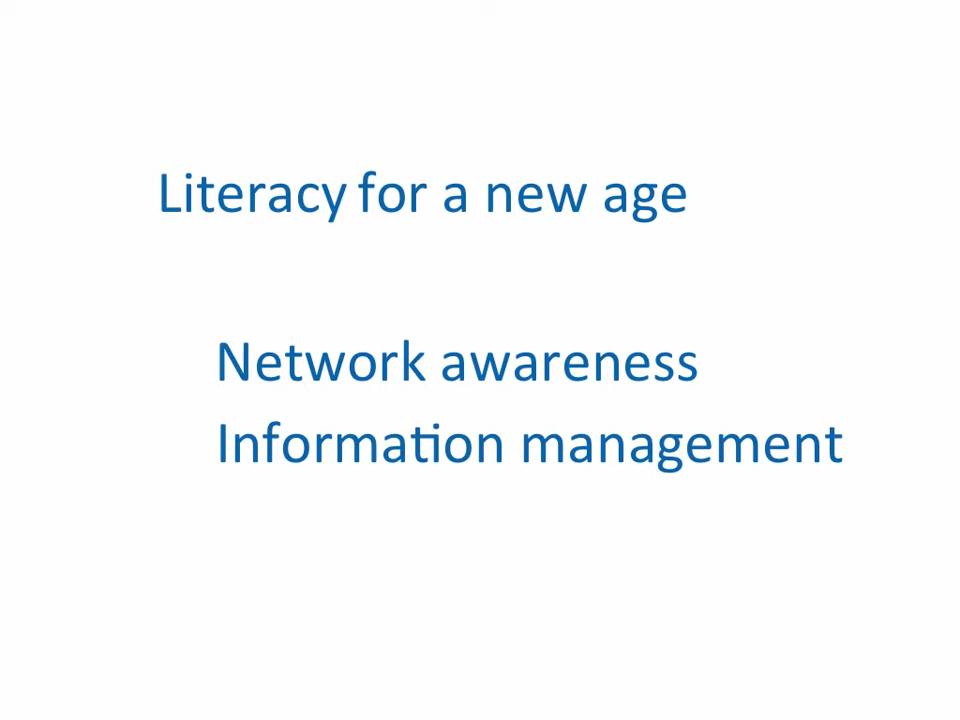 Literacy for a new age
Network awareness
Information management